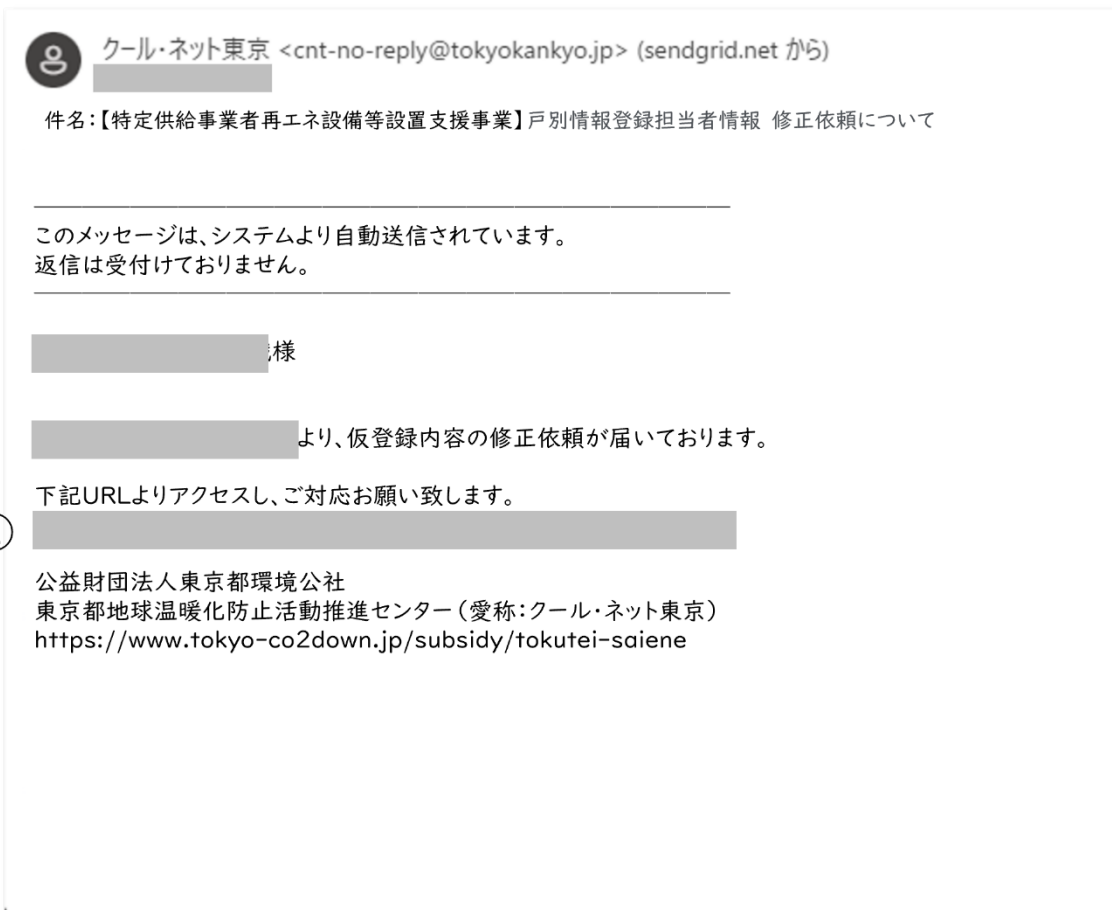 クール・ネット東京 <cnt-no-reply@tokyokankyo.jp> (sendgrid.net から)
件名：【特定供給事業者再エネ設備等設置支援事業】戸別情報登録担当者情報 修正依頼について
このメッセージは、システムより自動送信されています。
返信は受付けておりません。
様
より、仮登録内容の修正依頼が届いております。
下記URLよりアクセスし、ご対応お願い致します。
公益財団法人東京都環境公社
東京都地球温暖化防止活動推進センター（愛称：クール・ネット東京）
https://www.tokyo-co2down.jp/subsidy/tokutei-saiene